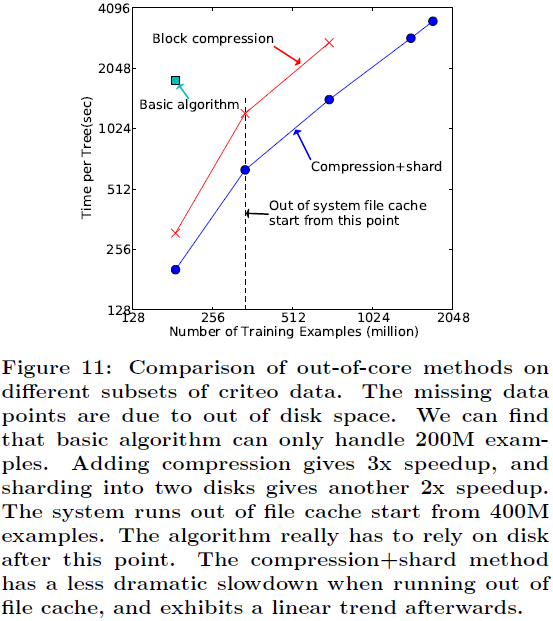 4096
Block compression
2048
Basic algorithm
1024
Time per Tree(sec)
Compression+shard
512
Out of system file cache
start from this point
256
128
128 256 512 1024 2048
Number of Training Examples (million)
Figure 11: Comparison of out-of-core methods on
different subsets of criteo data. The missing data
points are due to out of disk space. We can find
that basic algorithm can only handle 200M exam-
ples. Adding compression gives 3x speedup, and
sharding into two disks gives another 2x speedup.
The system runs out of file cache start from 400M
examples. The algorithm really has to rely on disk
after this point. The compression+shard method
has a less dramatic slowdown when running out of
file cache, and exhibits a linear trend afterwards.